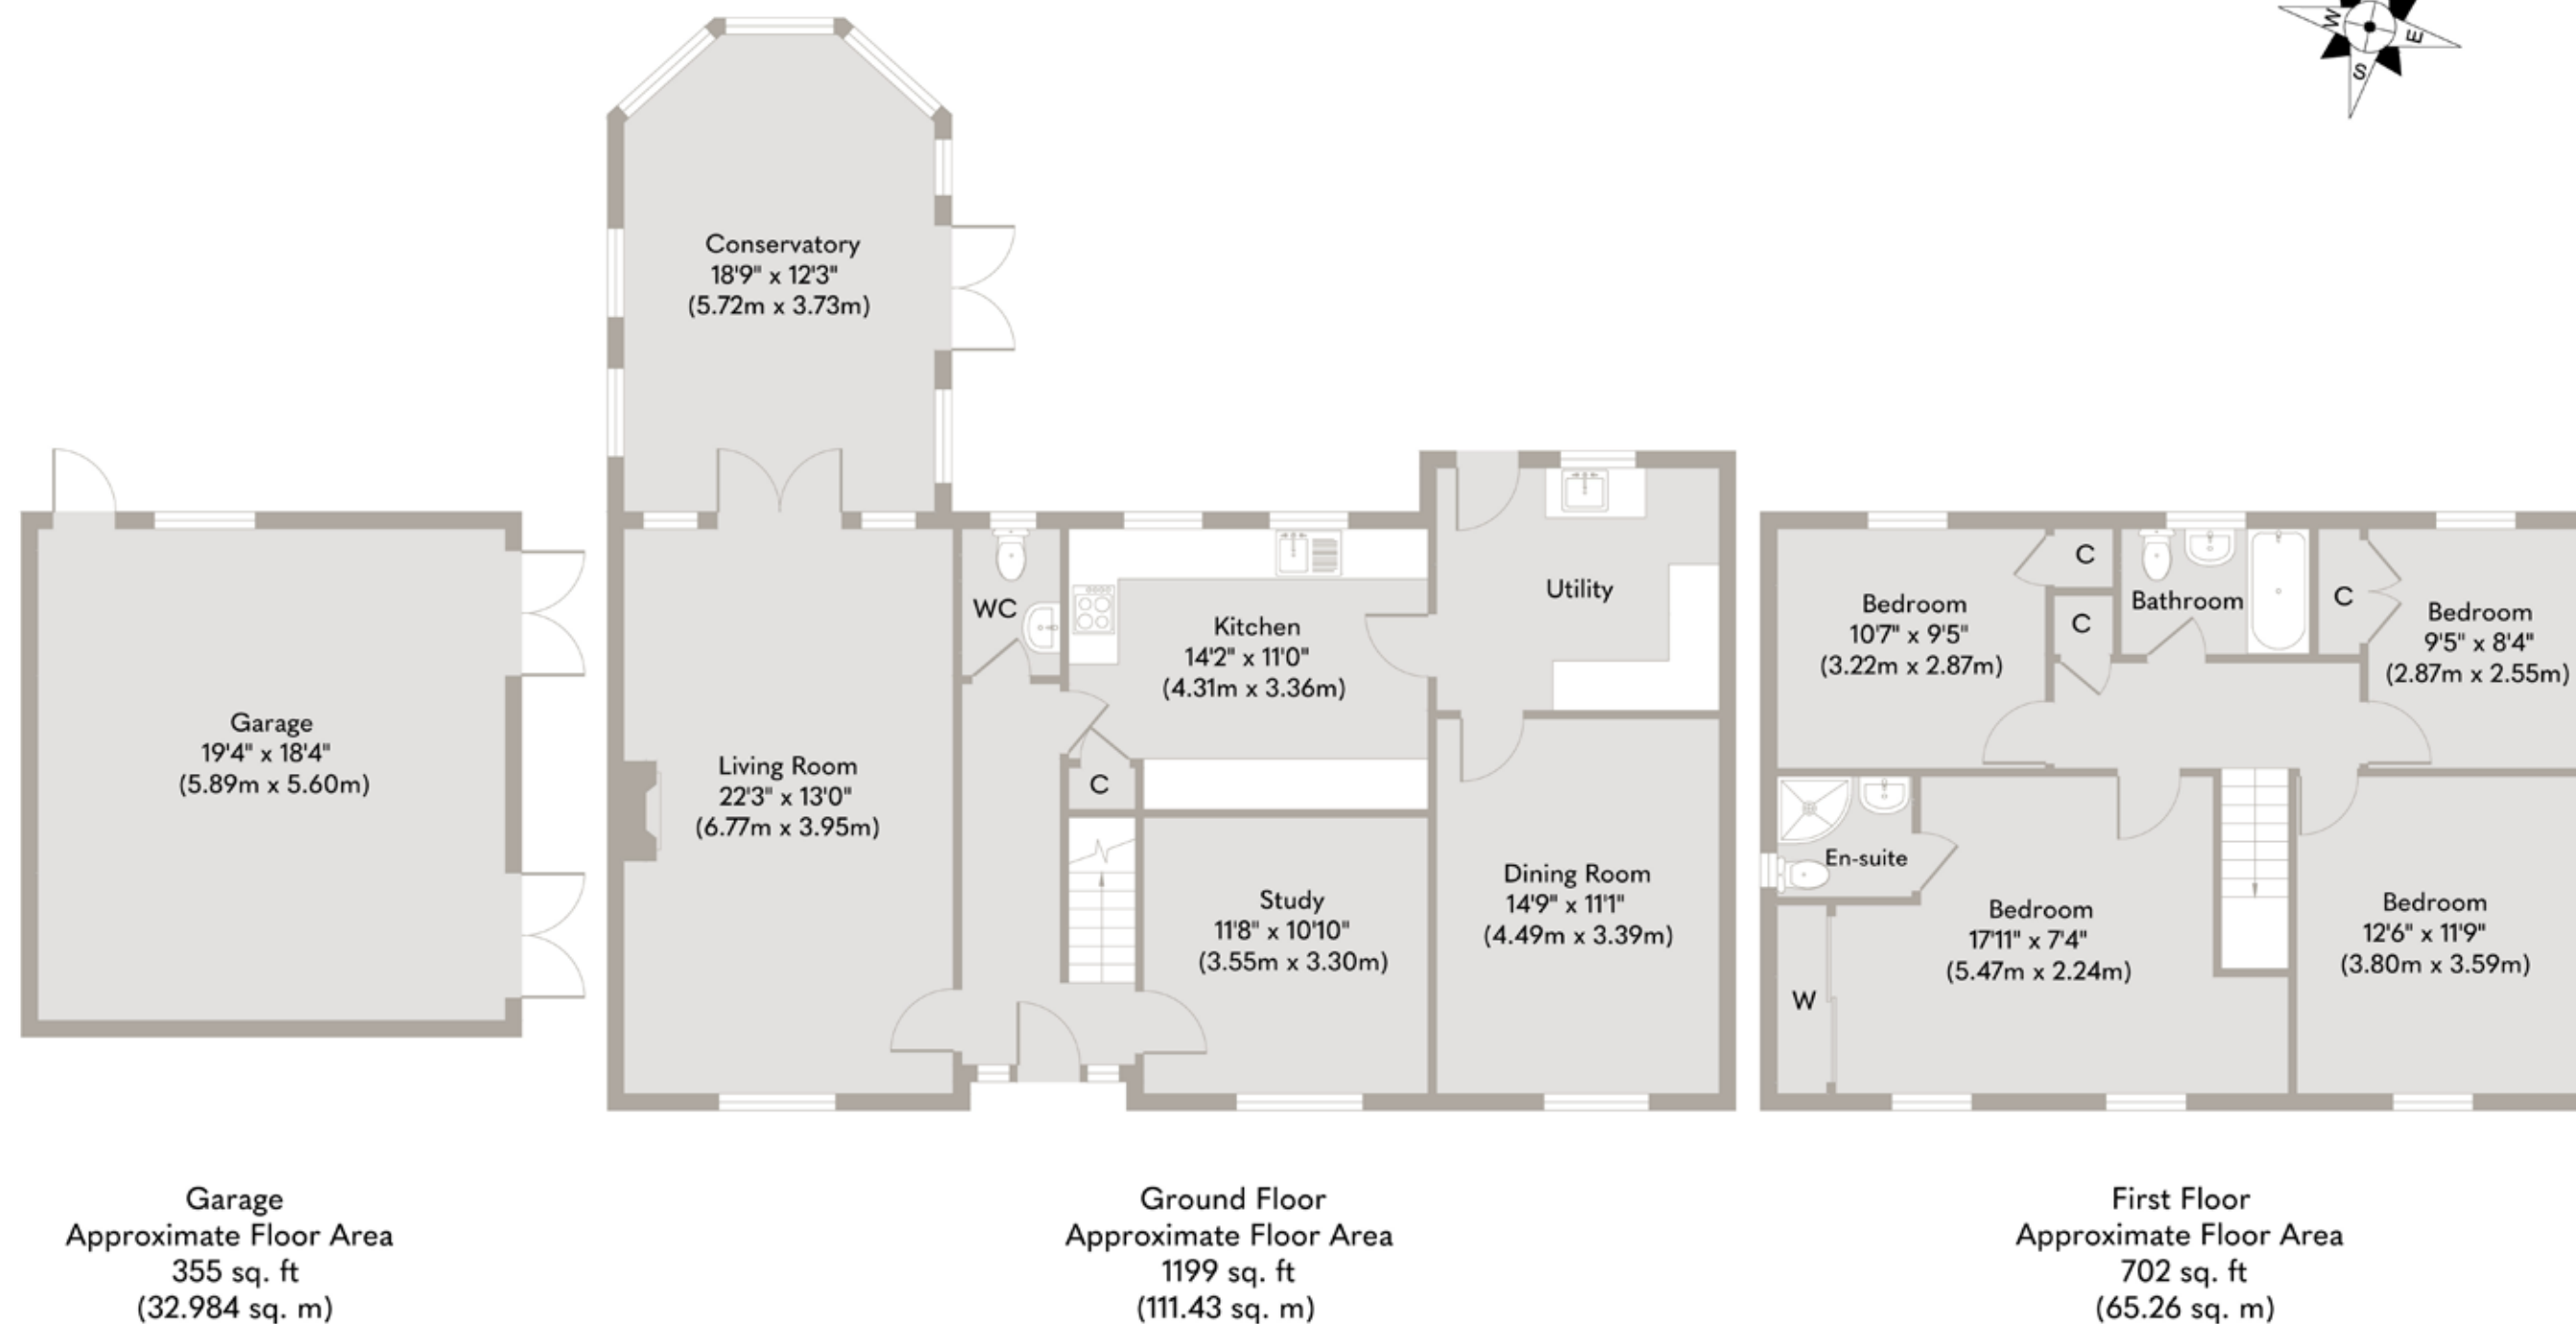 W
E
S
Conservatory
18'9" x 12'3"
(5.72m x 3.73m)
Garage
19'4" x 18'4"
(5.89m x 5.60m)
Living Room
22'3" x 13'0"
(6.77m x 3.95m)
WC
Kitchen
14'2" x 11'0"
(4.31m x 3.36m)
C
Utility
Study
11'8" x 10'10"
(3.55m x 3.30m)
Dining Room
14'9" x 11'1"
(4.49m x 3.39m)
Bedroom
10'7" x 9'5"
(3.22m x 2.87m)
C
C
Bathroom
C
Bedroom
9'5" x 8'4"
(2.87m x 2.55m)
En-suite
W
Bedroom
17'11" x 7'4"
(5.47m x 2.24m)
Bedroom
12'6" x 11'9"
(3.80m x 3.59m)
Garage
Approximate Floor Area
355 sq. ft
(32.984 sq. m)
Ground Floor
Approximate Floor Area
1199 sq. ft
(111.43 sq. m)
First Floor
Approximate Floor Area
702 sq. ft
(65.26 sq. m)